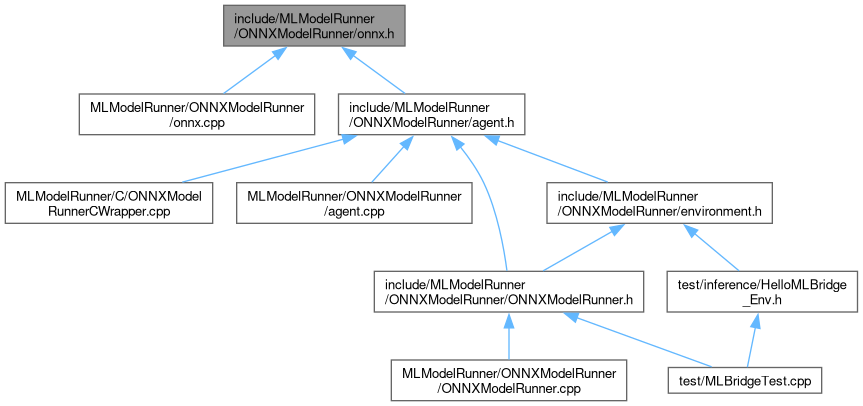 include/MLModelRunner
/ONNXModelRunner/onnx.h
MLModelRunner/ONNXModelRunner
/onnx.cpp
include/MLModelRunner
/ONNXModelRunner/agent.h
MLModelRunner/C/ONNXModel
RunnerCWrapper.cpp
MLModelRunner/ONNXModelRunner
/agent.cpp
include/MLModelRunner
/ONNXModelRunner/environment.h
include/MLModelRunner
/ONNXModelRunner/ONNXModelRunner.h
test/inference/HelloMLBridge
_Env.h
MLModelRunner/ONNXModelRunner
/ONNXModelRunner.cpp
test/MLBridgeTest.cpp